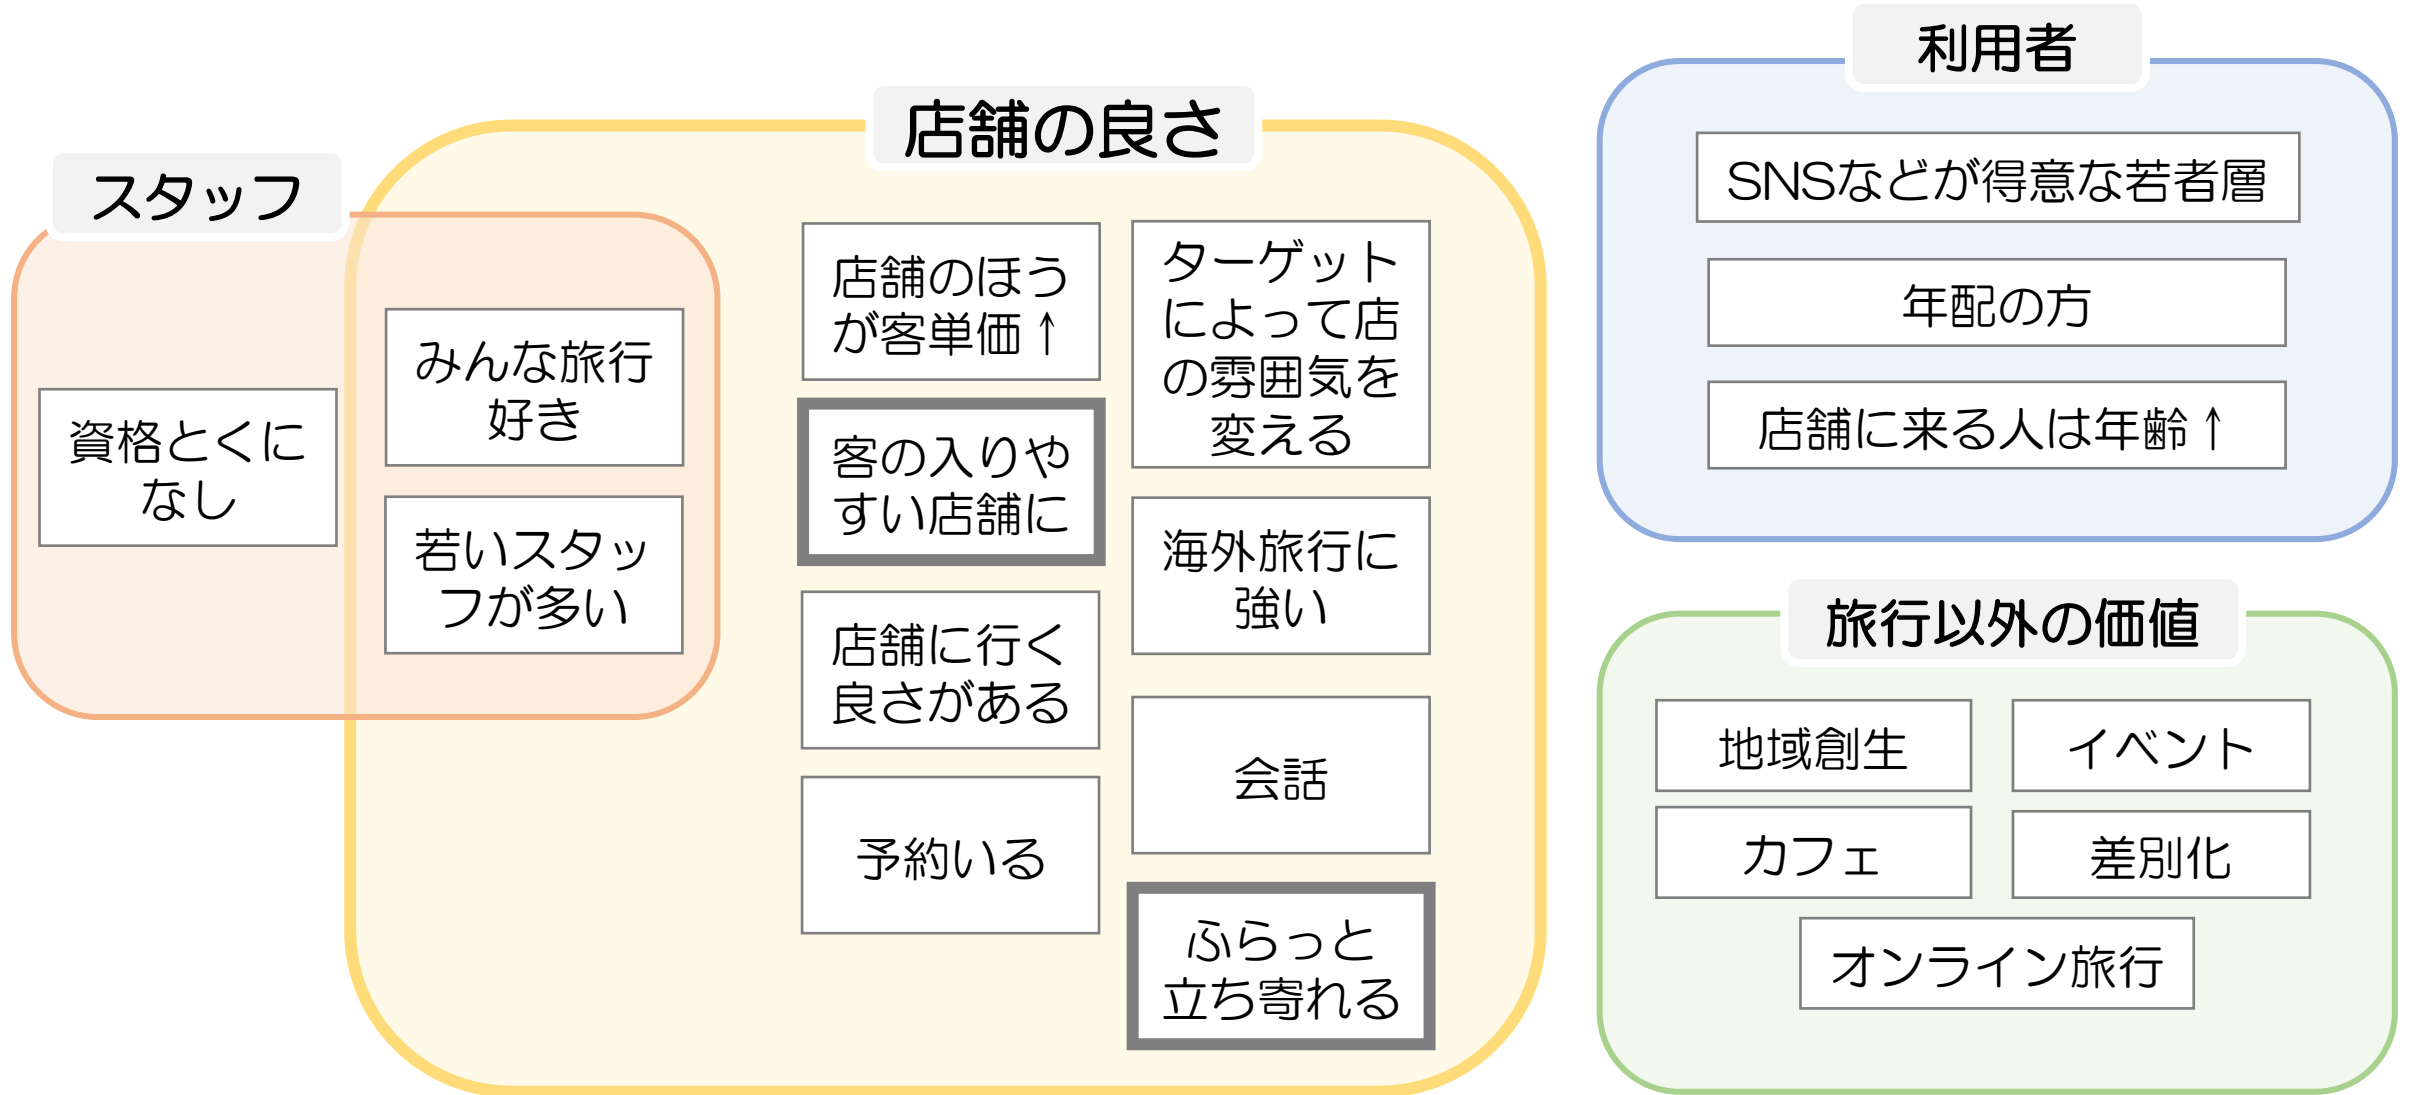 スタッフ
資格とくに
なし
みんな旅行
好き
若いスタッ
フが多い
店舗の良さ
店舗のほう
が客単価↑
客の入りや
すい店舗に
店舗に行く
良さがある
予約いる
ターゲット
によって店
の雰囲気を
変える
海外旅行に
強い
会話
ふらっと
立ち寄れる
利用者
SNSなどが得意な若者層
年配の方
店舗に来る人は年齢↑
旅行以外の価値
地域創生
イベント
カフェ
差別化
オンライン旅行